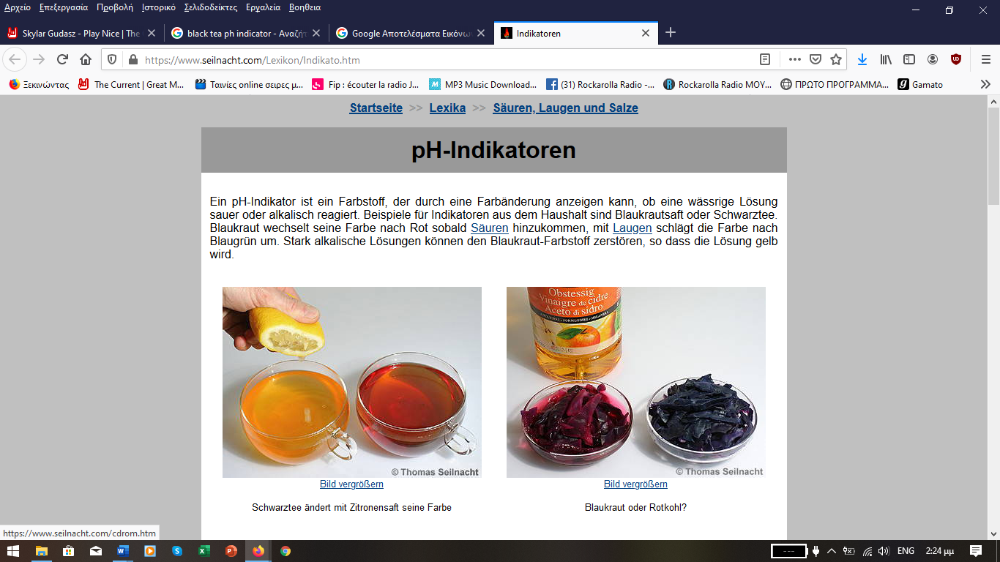 Αρχείο Επεξεργασία Προβολή Ιστορικό Σελιδοδείκτες Εργαλεία Βοήθεια
Skylar Gudasz - Play Nice | The
black tea ph indicator - Αναζήτ
Google Αποτελέσματα Εικόνων
Indikatoren
https://www.seilnacht.com/Lexikon/Indikato.htm
Ξεκινώντας
The Current | Great M...
Ταινίες online σειρες μ...
Fip : écouter la radio J...
MP3 Music Download...
(31) Rockarolla Radio -...
Rockarolla Radio ΜΟΥ...
ΠΡΩΤΟ ΠΡΟΓΡΑΜΜΑ...
Gamato
Startseite >> Lexika >> Säuren, Laugen und Salze
pH-Indikatoren
Ein pH-Indikator ist ein Farbstoff, der durch eine Farbänderung anzeigen kann, ob eine wässrige Lösung
sauer oder alkalisch reagiert. Beispiele für Indikatoren aus dem Haushalt sind Blaukrautsaft oder Schwarztee.
Blaukraut wechselt seine Farbe nach Rot sobald Säuren hinzukommen, mit Laugen schlägt die Farbe nach
Blaugrün um. Stark alkalische Lösungen können den Blaukraut-Farbstoff zerstören, so dass die Lösung gelb
wird.
© Thomas Seilnacht
Bild vergrößern
Schwarztee ändert mit Zitronensaft seine Farbe
Obstessig
Vinaigre de cidre
Aceto di sidro
© Thomas Seilnacht
Bild vergrößern
Blaukraut oder Rotkohl?
https://www.seilnacht.com/cdrom.htm
ENG
2:24 μμ